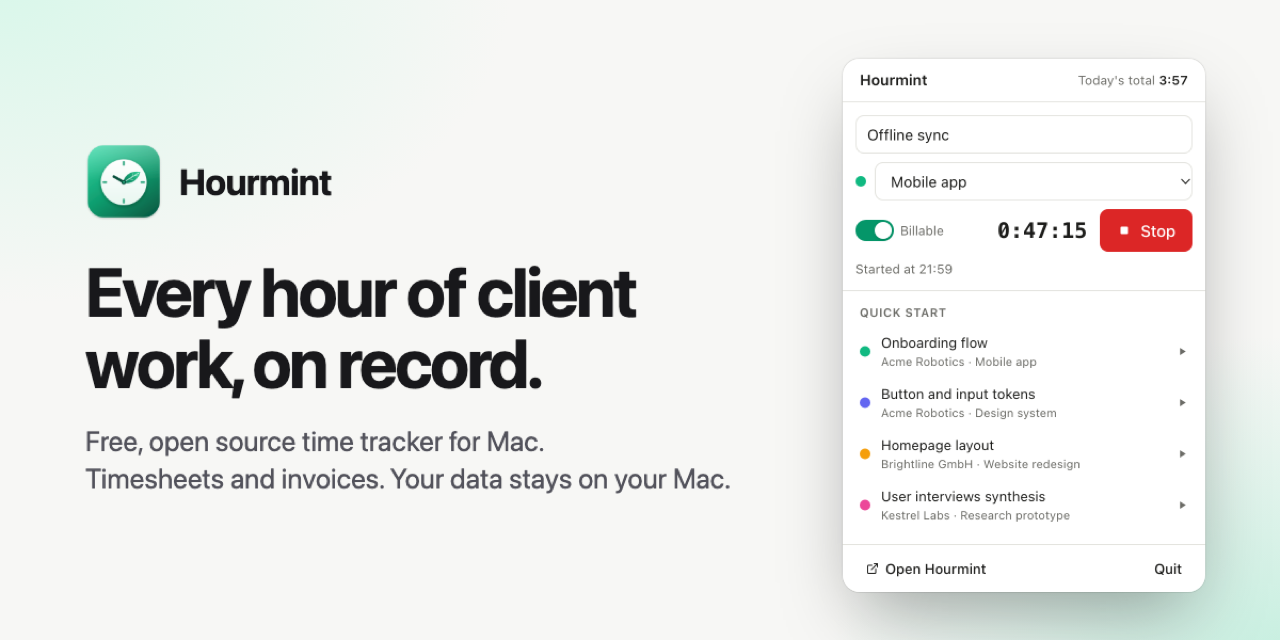 Hourmint
Every hour of client
work, on record.
Free, open source time tracker for Mac.
Timesheets and invoices. Your data stays on your Mac.
Hourmint Today's total 3:57
Offline sync
Mobile app
Billable 0:47:15 Stop
Started at 21:59
QUICK START
Onboarding flow
Acme Robotics · Mobile app
Button and input tokens
Acme Robotics · Design system
Homepage layout
Brightline GmbH · Website redesign
User interviews synthesis
Kestrel Labs · Research prototype
Open Hourmint Quit